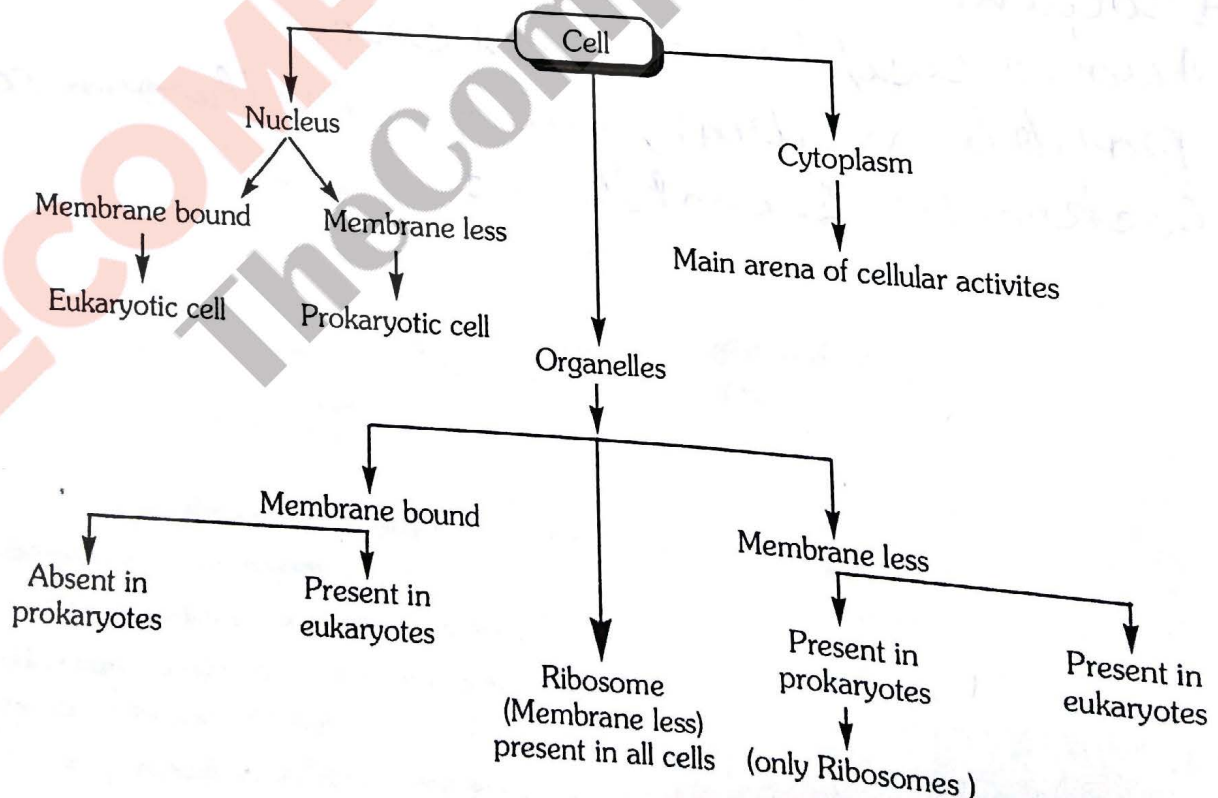 Cell
Nucleus
Membrane bound
Membrane less
Eukaryotic cell
Prokaryotic cell
Cytoplasm
Main arena of cellular activites
Organelles
Membrane bound
Absent in
prokaryotes
Present in
eukaryotes
Ribosome
(Membrane less)
present in all cells
Membrane less
Present in
prokaryotes
(only Ribosomes )
Present in
eukaryotes
ECOMP
TheCom